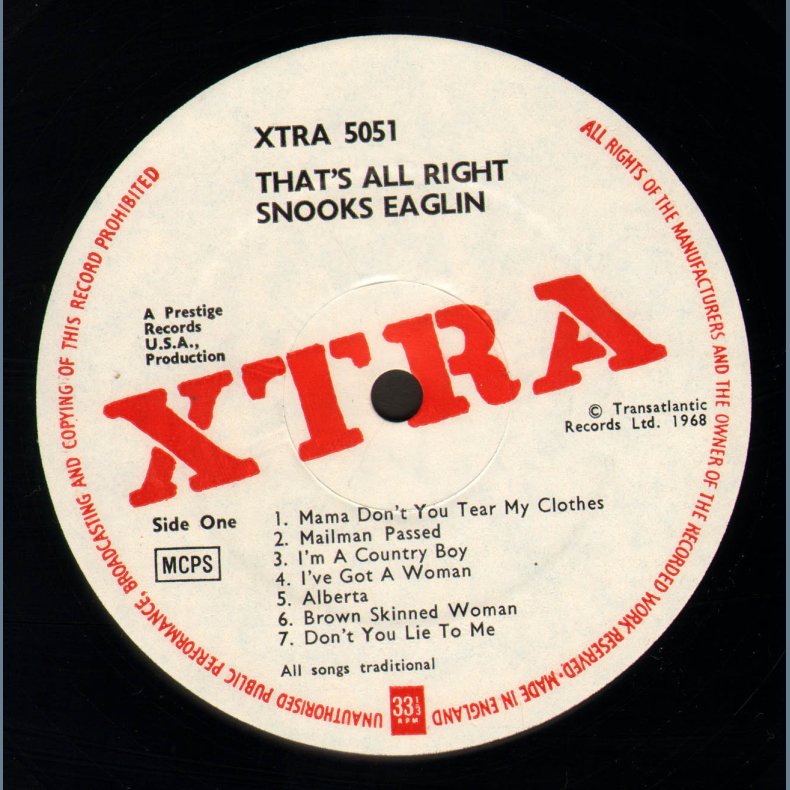 XTRA 5051
THAT'S ALL RIGHT
SNOOKS EAGLIN
A Prestige
Records
U.S.A.,
Production
XTRA
© Transatlantic
Records Ltd. 1968
Side One
MCPS
1. Mama Don't You Tear My Clothes
2. Mailman Passed
3. I'm A Country Boy
4. I've Got A Woman
5. Alberta
6. Brown Skinned Woman
7. Don't You Lie To Me
All songs traditional
33⅓
RPM
ALL RIGHTS OF THE MANUFACTURERS AND THE OWNER OF THE RECORDED WORK RESERVED · MADE IN ENGLAND
UNAUTHORISED PUBLIC PERFORMANCE, BROADCASTING AND COPYING OF THIS RECORD PROHIBITED